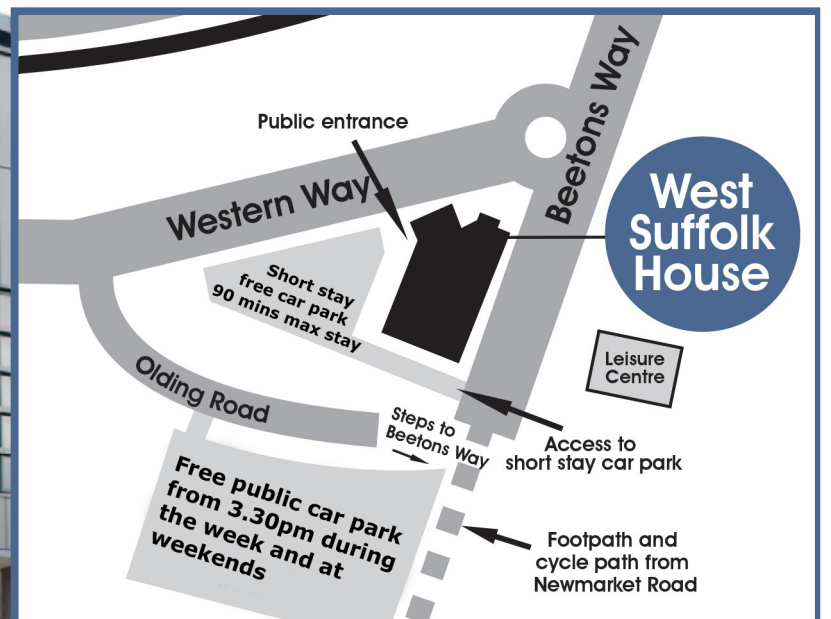 Beetons Way
Public entrance
Western Way
West
Suffolk
House
Short stay
free car park
90 mins max stay
Leisure
Centre
Olding Road
Steps to
Beetons Way
Access to
short stay car park
Free public car park
from 3.30pm during
the week and at
weekends
Footpath and
cycle path from
Newmarket Road